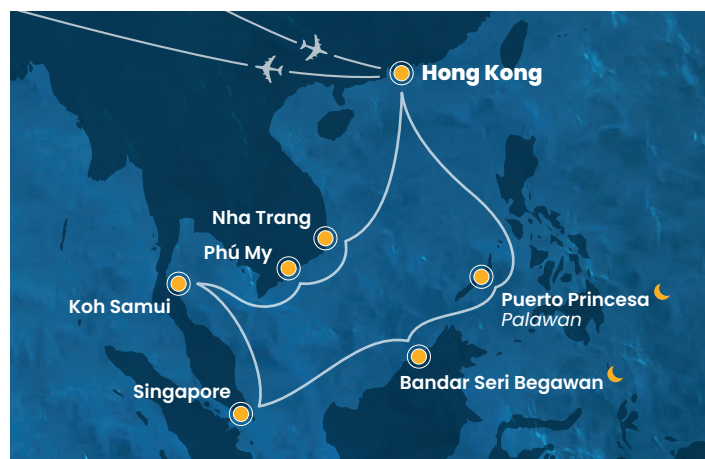 Hong Kong
Nha Trang
Phú My
Koh Samui
Puerto Princesa
Palawan
Bandar Seri Begawan
Singapore